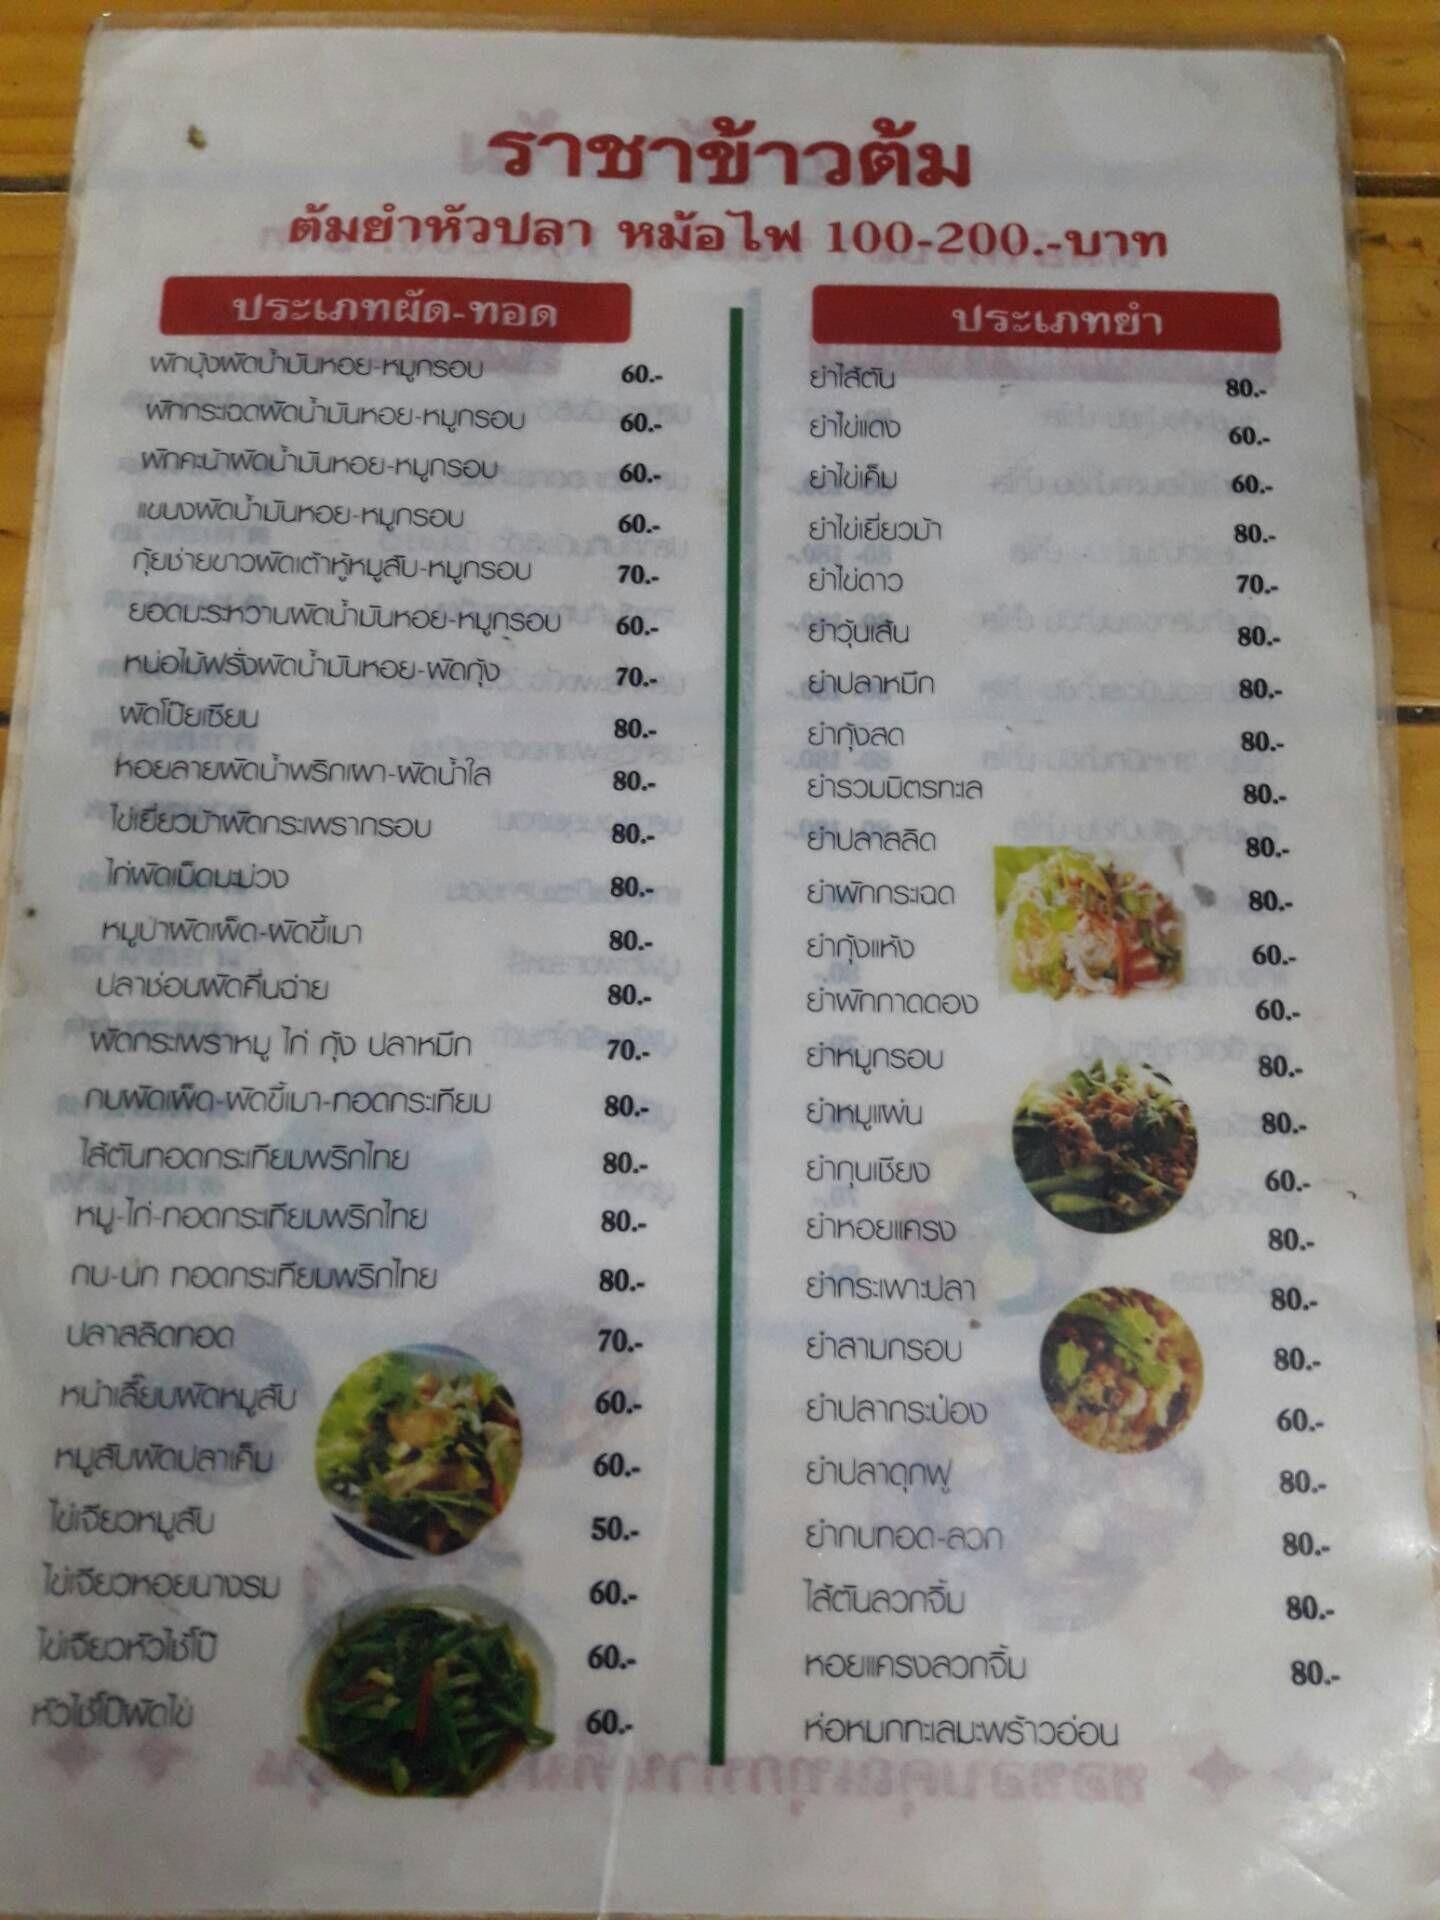 ราชาข้าวต้ม
ต้มยำหัวปลา หม้อไฟ 100-200.-บาท
ประเภทผัด-ทอด
ผักบุ้งผัดน้ำมันหอย-หมูกรอบ 60.-
ผักกระเฉดผัดน้ำมันหอย-หมูกรอบ 60.-
ผักคะน้าผัดน้ำมันหอย-หมูกรอบ 60.-
แขนงผัดน้ำมันหอย-หมูกรอบ 60.-
กุ้ยช่ายขาวผัดเต้าหู้หมูสับ-หมูกรอบ 70.-
ยอดมะระหวานผัดน้ำมันหอย-หมูกรอบ 60.-
หน่อไม้ฟรั่งผัดน้ำมันหอย-ผัดกุ้ง 70.-
ผัดโป๊ยเซียน 80.-
หอยลายผัดน้ำพริกเผา-ผัดน้ำใส 80.-
ไข่เยี่ยวม้าผัดกระเพรากรอบ 80.-
ไก่ผัดเม็ดมะม่วง 80.-
หมูป่าผัดเผ็ด-ผัดขี้เมา 80.-
ปลาช่อนผัดคื่นฉ่าย 80.-
ผัดกระเพราหมู ไก่ กุ้ง ปลาหมึก 70.-
กบผัดเผ็ด-ผัดขี้เมา-ทอดกระเทียม 80.-
ไส้ตันทอดกระเทียมพริกไทย 80.-
หมู-ไก่-ทอดกระเทียมพริกไทย 80.-
กบ-นก ทอดกระเทียมพริกไทย 80.-
ปลาสลิดทอด 70.-
หนำเลี๊ยบผัดหมูสับ 60.-
หมูสับผัดปลาเค็ม 60.-
ไข่เจียวหมูสับ 50.-
ไข่เจียวหอยนางรม 60.-
ไข่เจียวหัวไช้โป๊ 60.-
หัวไช้โป๊ผัดไข่ 60.-
ประเภทยำ
ยำไส้ตัน 80.-
ยำไข่แดง 60.-
ยำไข่เค็ม 60.-
ยำไข่เยี่ยวม้า 80.-
ยำไข่ดาว 70.-
ยำวุ้นเส้น 80.-
ยำปลาหมึก 80.-
ยำกุ้งสด 80.-
ยำรวมมิตรทะเล 80.-
ยำปลาสลิด 80.-
ยำผักกระเฉด 80.-
ยำกุ้งแห้ง 60.-
ยำผักกาดดอง 60.-
ยำหมูกรอบ 80.-
ยำหมูแผ่น 80.-
ยำกุนเชียง 60.-
ยำหอยแครง 80.-
ยำกระเพาะปลา 80.-
ยำสามกรอบ 80.-
ยำปลากระป๋อง 60.-
ยำปลาดุกฟู 80.-
ยำกบทอด-ลวก 80.-
ไส้ตันลวกจิ้ม 80.-
หอยแครงลวกจิ้ม 80.-
ห่อหมกทะเลมะพร้าวอ่อน